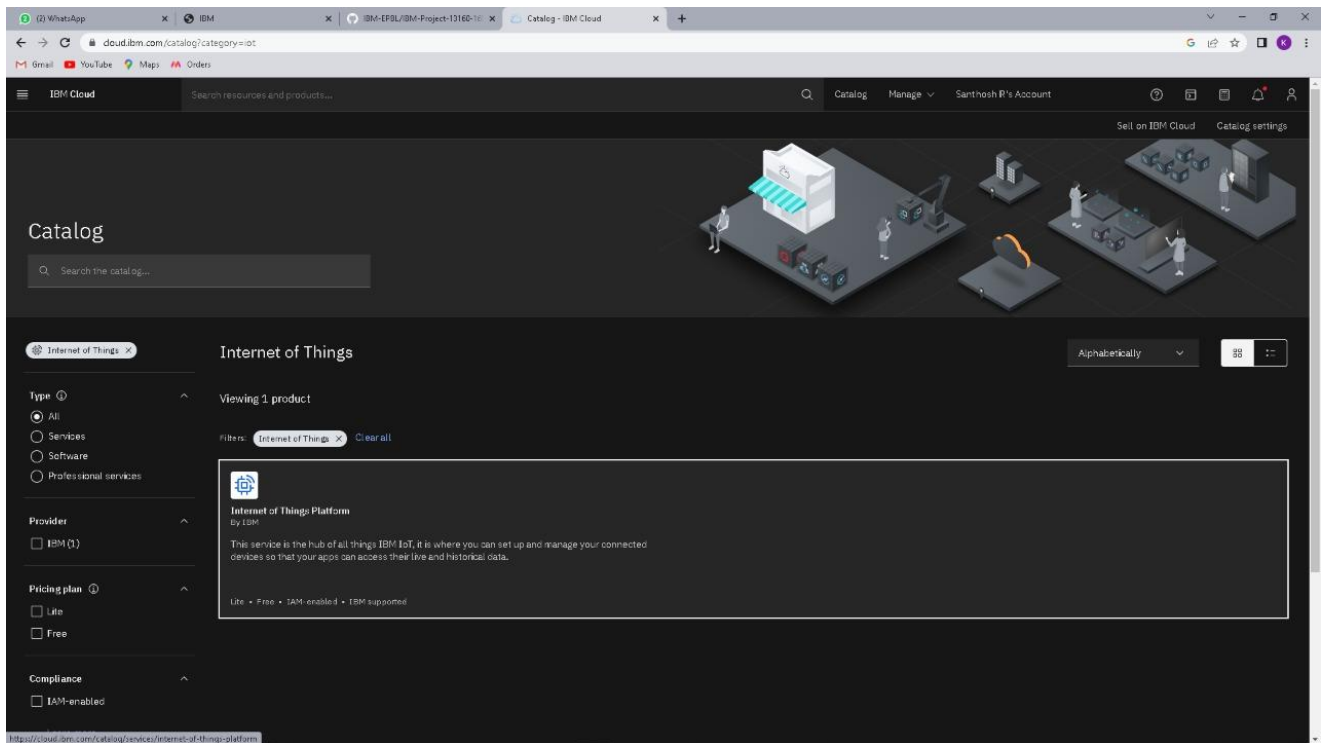 (2) WhatsApp
IBM
IBM-EPBL/IBM-Project-13160-16
Catalog - IBM Cloud
cloud.ibm.com/catalog?category=iot
Gmail YouTube Maps Orders
IBM Cloud
Search resources and products...
Catalog Manage Santhosh R's Account
Sell on IBM Cloud Catalog settings
Catalog
Search the catalog...
Internet of Things
Type
All
Services
Software
Professional services
Provider
IBM (1)
Pricing plan
Lite
Free
Compliance
IAM-enabled
Internet of Things
Alphabetically
Viewing 1 product
Filters: Internet of Things Clear all
Internet of Things Platform
By IBM
This service is the hub of all things IBM IoT, it is where you can set up and manage your connected
devices so that your apps can access their live and historical data.
Lite • Free • IAM-enabled • IBM supported
https://cloud.ibm.com/catalog/services/internet-of-things-platform